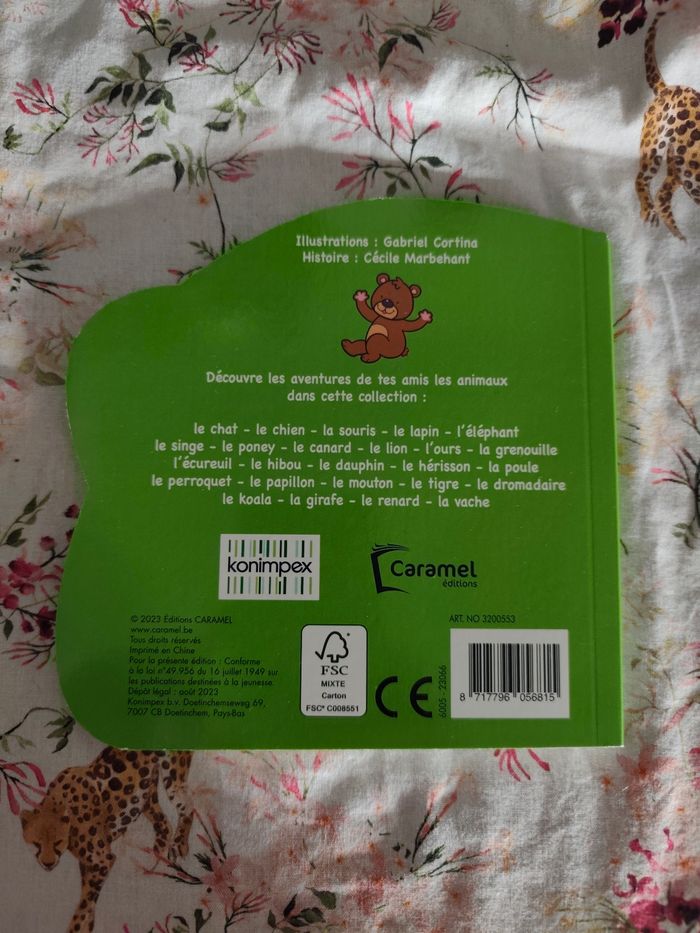 Illustrations : Gabriel Cortina
Histoire : Cécile Marbehant
Découvre les aventures de tes amis les animaux
dans cette collection :
le chat - le chien - la souris - le lapin - l'éléphant
le singe - le poney - le canard - le lion - l'ours - la grenouille
l'écureuil - le hibou - le dauphin - le hérisson - la poule
le perroquet - le papillon - le mouton - le tigre - le dromadaire
le koala - la girafe - le renard - la vache
konimpex
Caramel
éditions
© 2023 Éditions CARAMEL
www.caramel.be
Tous droits réservés
Imprimé en Chine
Pour la présente édition : Conforme
à la loi n°49.956 du 16 juillet 1949 sur
les publications destinées à la jeunesse.
Dépôt légal : août 2023
Konimpex b.v. Doetinchemseweg 69,
7007 CB Doetinchem, Pays-Bas
FSC
MIXTE
Carton
FSC® C008551
CE
6005 - 23066
ART. NO 3200553
8 717796 056815